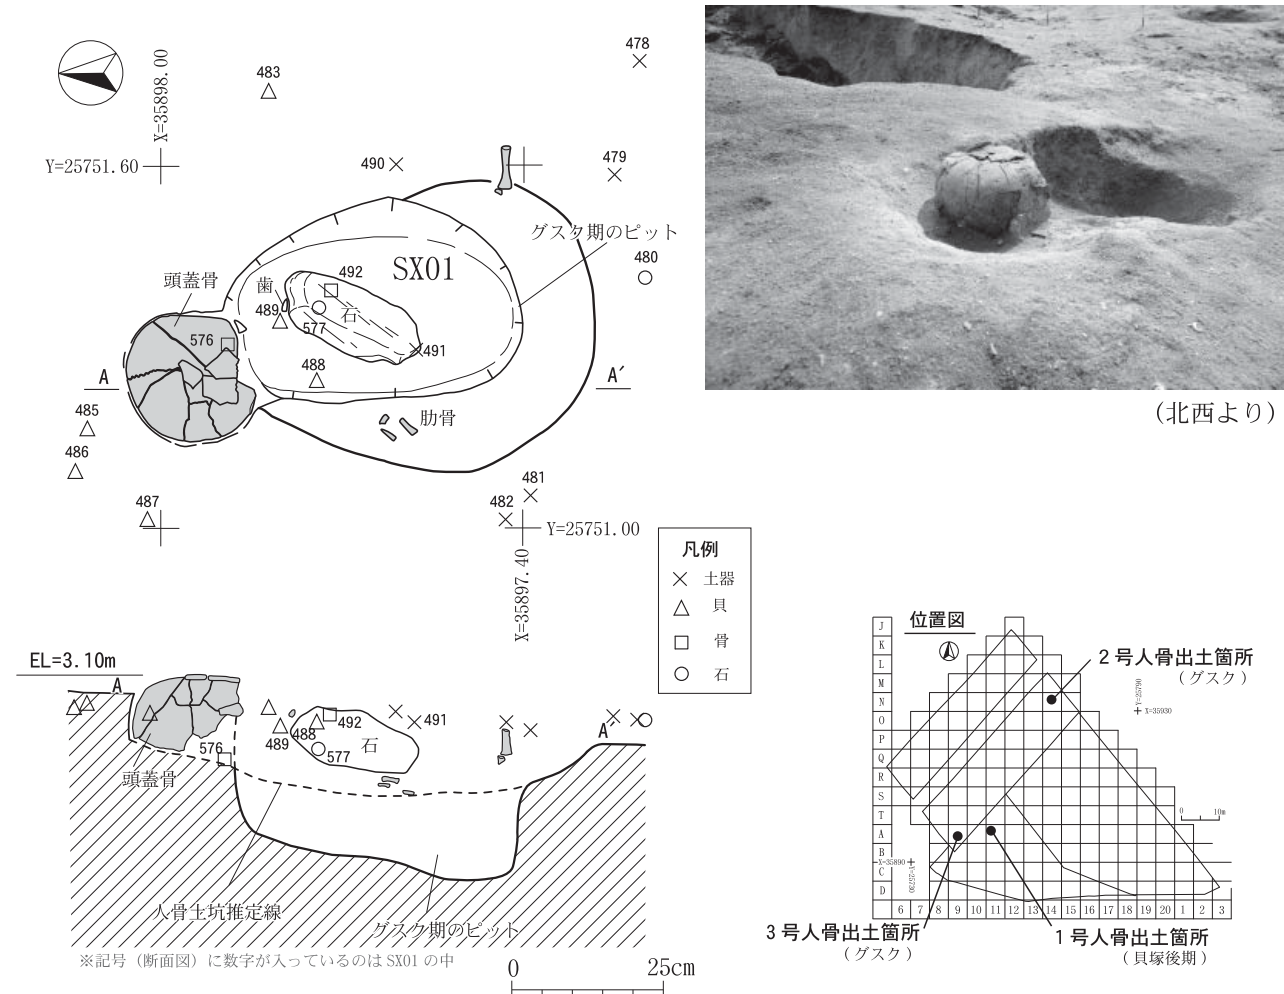 X=35898.00
Y=25751.60
478
483
490
479
グスク期のピット
480
SX01
頭蓋骨
歯
492
石
489
577
576
491
488
A
A′
485
肋骨
486
487
481
482
Y=25751.00
X=35897.40
凡例
土器
貝
骨
石
(北西より)
EL=3.10m
A
492
491
A′
489
488
石
577
576
頭蓋骨
人骨土坑推定線
グスク期のピット
※記号（断面図）に数字が入っているのは SX01 の中
0 25cm
位置図
J
K
L
M
N
O
P
Q
R
S
T
A
B
C
D
6 7 8 9 10 11 12 13 14 15 16 17 18 19 20 1 2 3
2号人骨出土箇所
(グスク)
Y=25790
X=35930
0 10m
X=35890
Y=25730
3号人骨出土箇所
(グスク)
1号人骨出土箇所
(貝塚後期)